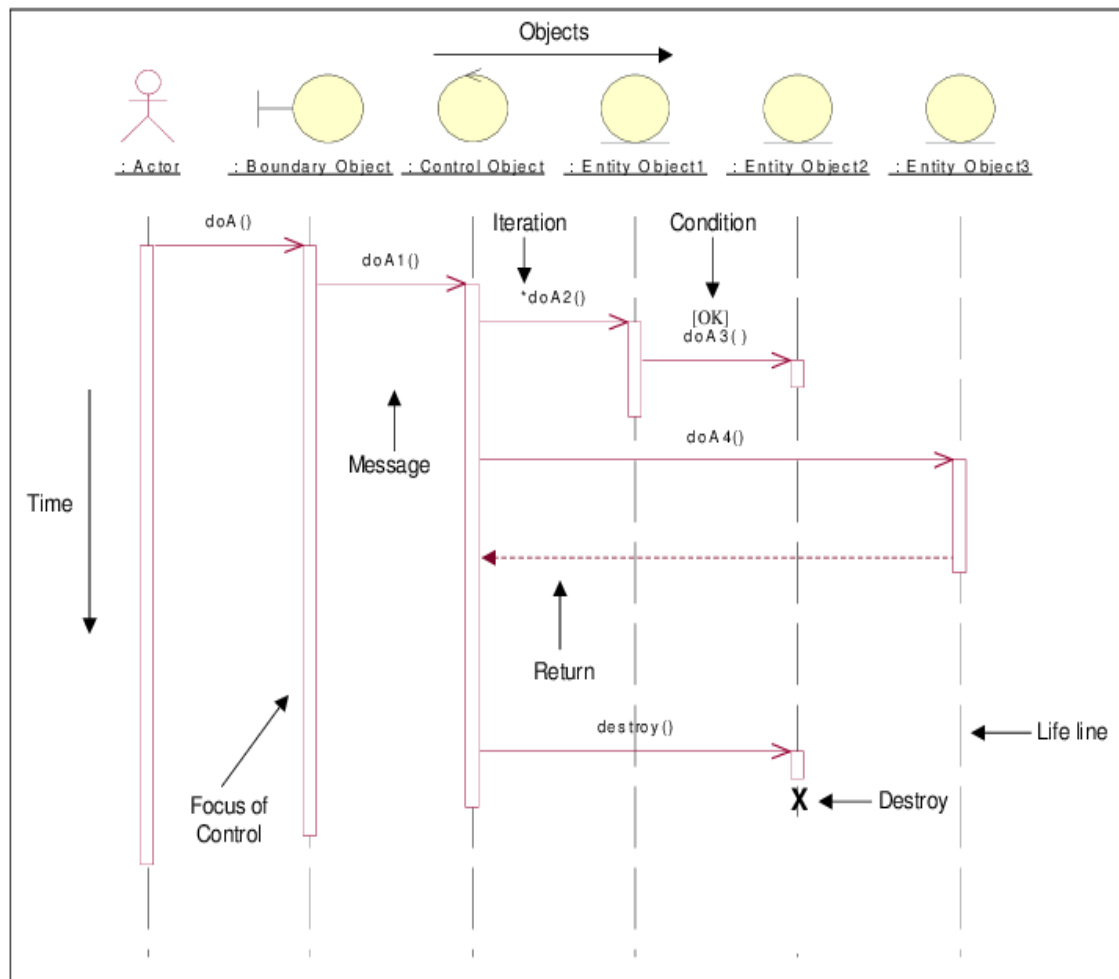 Objects
: Actor
: Boundary Object
: Control Object
: Entity Object1
: Entity Object2
: Entity Object3
doA()
Iteration
Condition
doA1()
*doA2()
[OK]
doA3( )
doA4()
Message
Time
Return
destroy()
Life line
Focus of
Control
X
Destroy